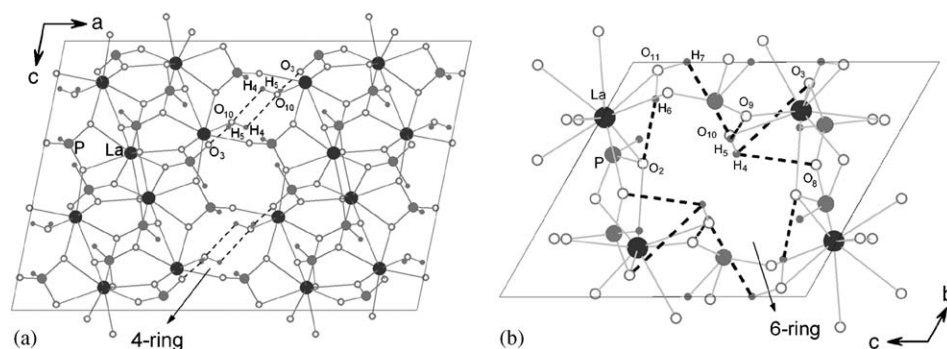 a
c
O3
H4
H5
O10
O10
H5
H4
O3
P
La
(a)
4-ring
O11
H7
O3
La
H6
O9
O10
H5
H4
P
O2
O8
b
c
(b)
6-ring